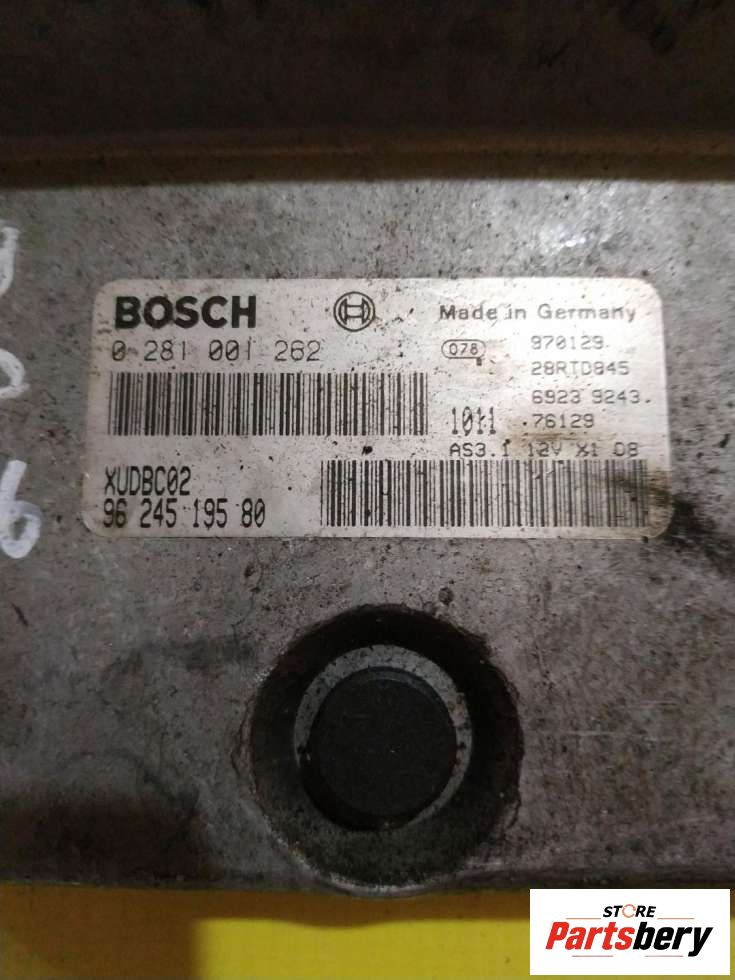 BOSCH
Made in Germany
0 281 001 262
078
970129
28RTD845
6923 9243.
1011
.76129
AS3.1 12V X1 D8
XUDBC02
96 245 195 80
6
STORE
Partsbery